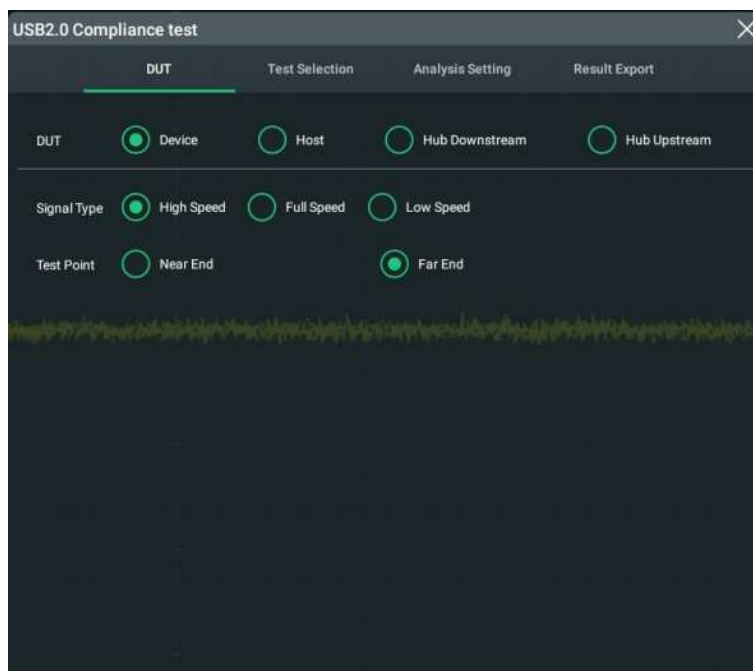 USB2.0 Compliance test
DUT Test Selection Analysis Setting Result Export
DUT Device Host Hub Downstream Hub Upstream
Signal Type High Speed Full Speed Low Speed
Test Point Near End Far End